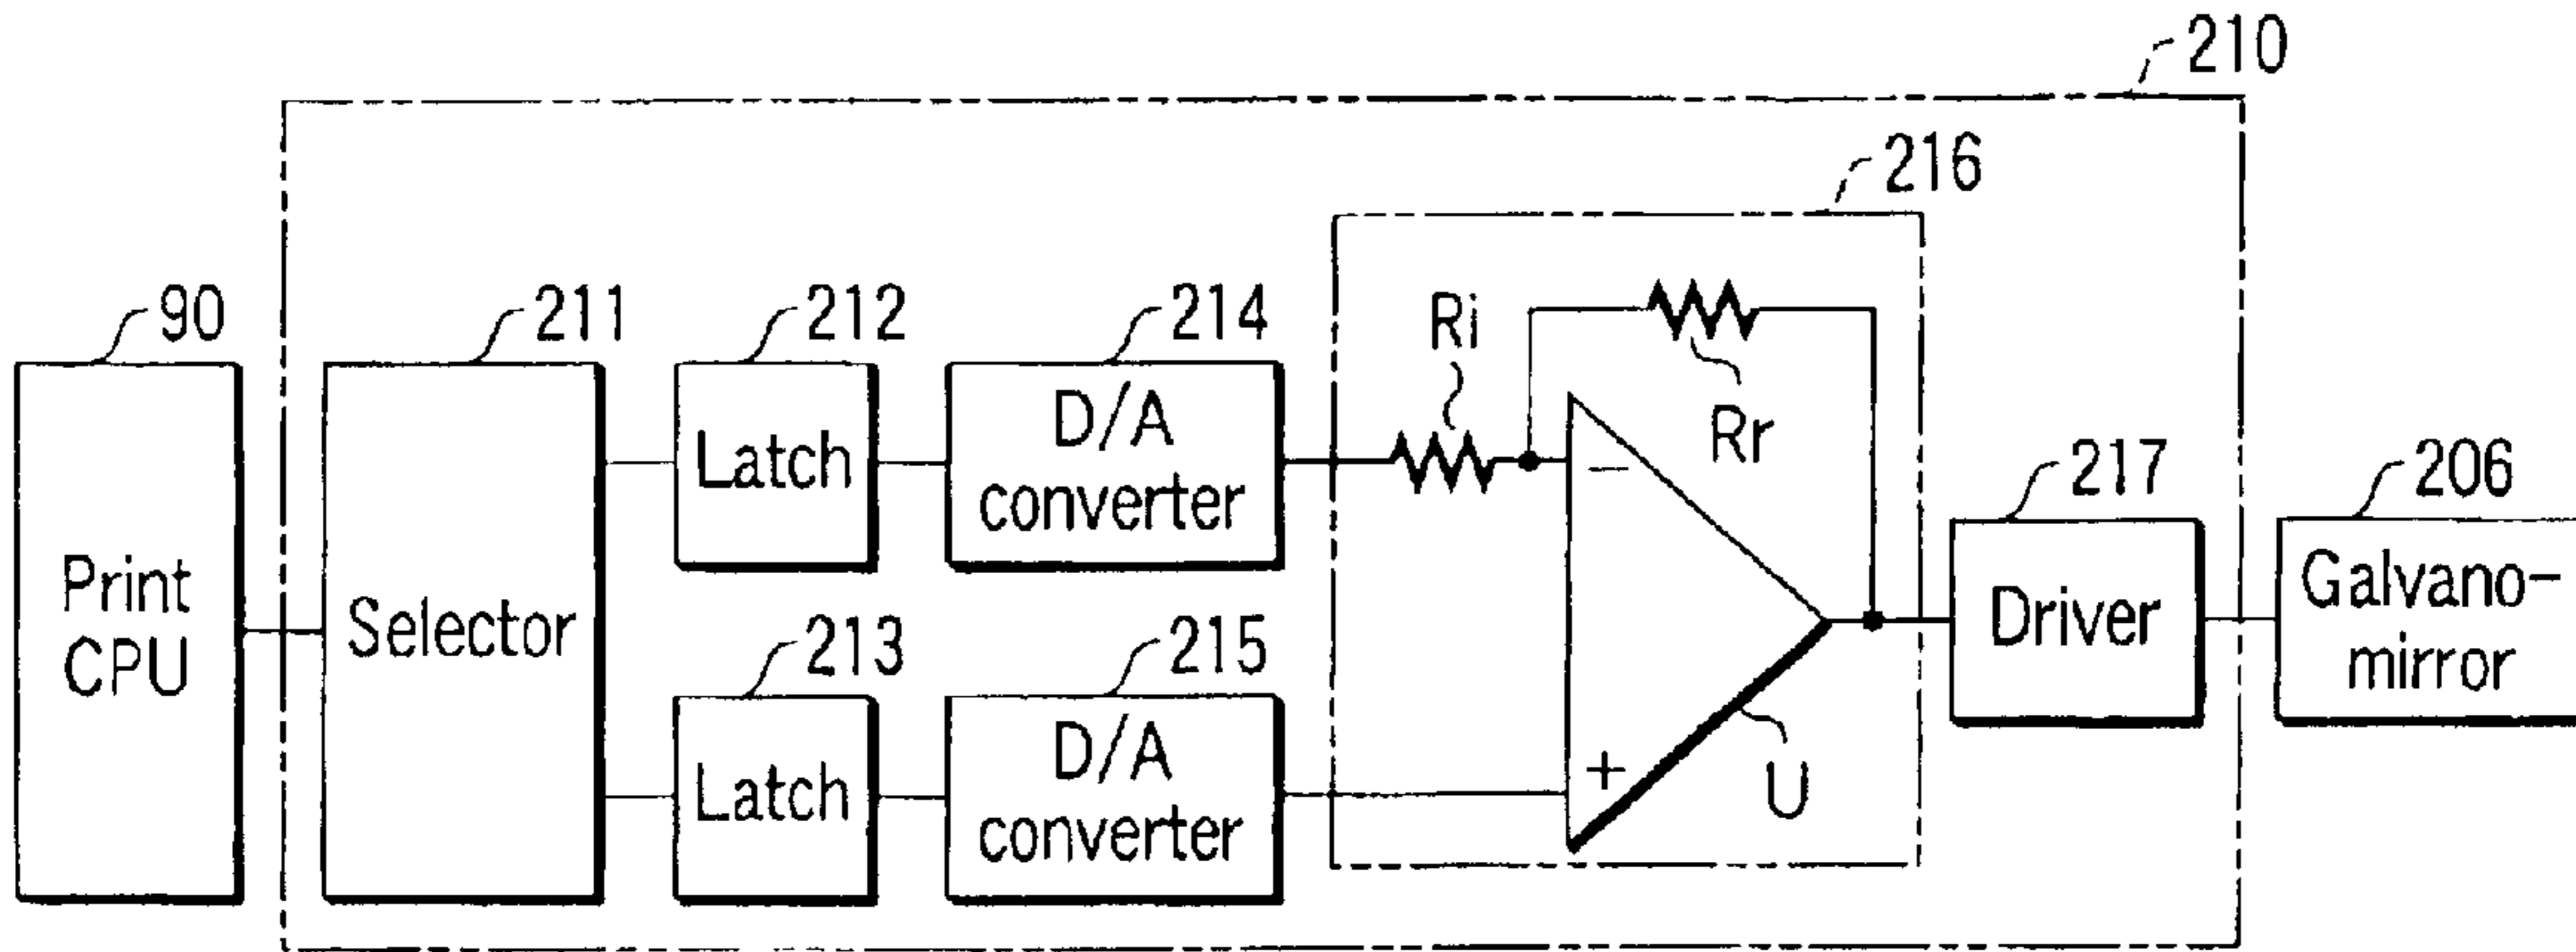 210
216
90
211
212
214
Ri
Rr
Print
CPU
Selector
Latch
D/A
converter
−
217
206
Driver
Galvano-
mirror
213
215
Latch
D/A
converter
+
U